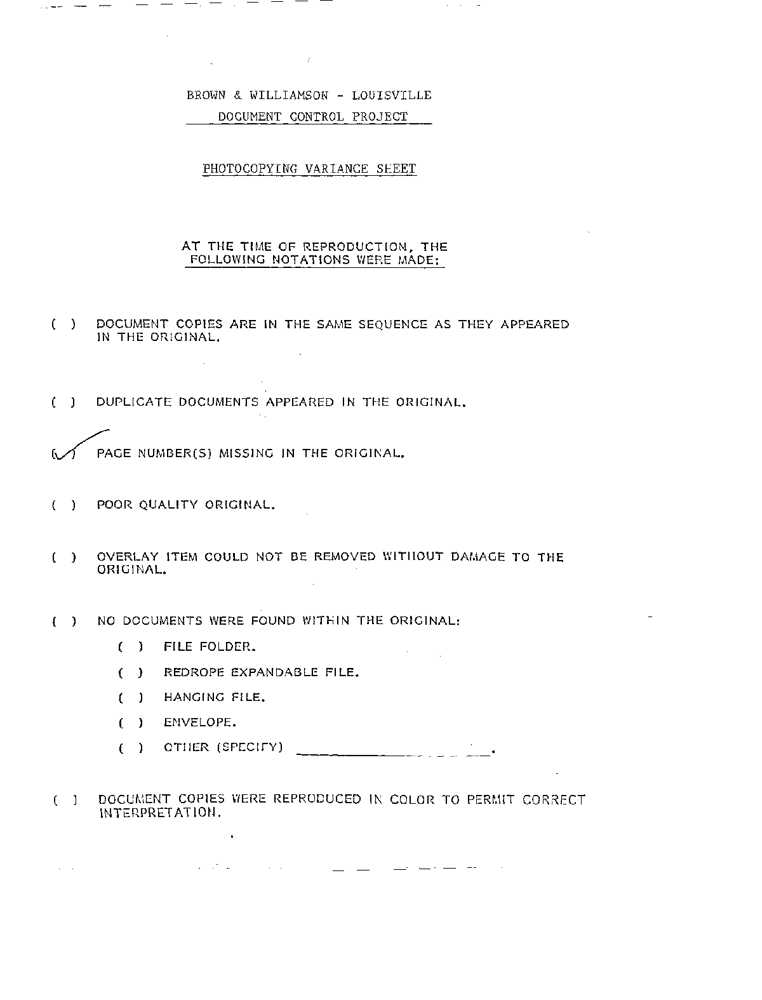 BROWN & WILLIAMSON - LOUISVILLE
DOCUMENT CONTROL PROJECT
PHOTOCOPYING VARIANCE SHEET
AT THE TIME OF REPRODUCTION, THE
FOLLOWING NOTATIONS WERE MADE:
( ) DOCUMENT COPIES ARE IN THE SAME SEQUENCE AS THEY APPEARED
IN THE ORIGINAL.
( ) DUPLICATE DOCUMENTS APPEARED IN THE ORIGINAL.
(✓) PAGE NUMBER(S) MISSING IN THE ORIGINAL.
( ) POOR QUALITY ORIGINAL.
( ) OVERLAY ITEM COULD NOT BE REMOVED WITHOUT DAMAGE TO THE
ORIGINAL.
( ) NO DOCUMENTS WERE FOUND WITHIN THE ORIGINAL:
( ) FILE FOLDER.
( ) REDROPE EXPANDABLE FILE.
( ) HANGING FILE.
( ) ENVELOPE.
( ) OTHER (SPECIFY) ____________________.
( ) DOCUMENT COPIES WERE REPRODUCED IN COLOR TO PERMIT CORRECT
INTERPRETATION.